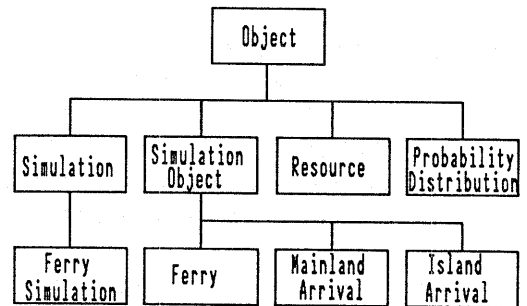 Object
Simulation
Simulation
Object
Resource
Probability
Distribution
Ferry
Simulation
Ferry
Mainland
Arrival
Island
Arrival